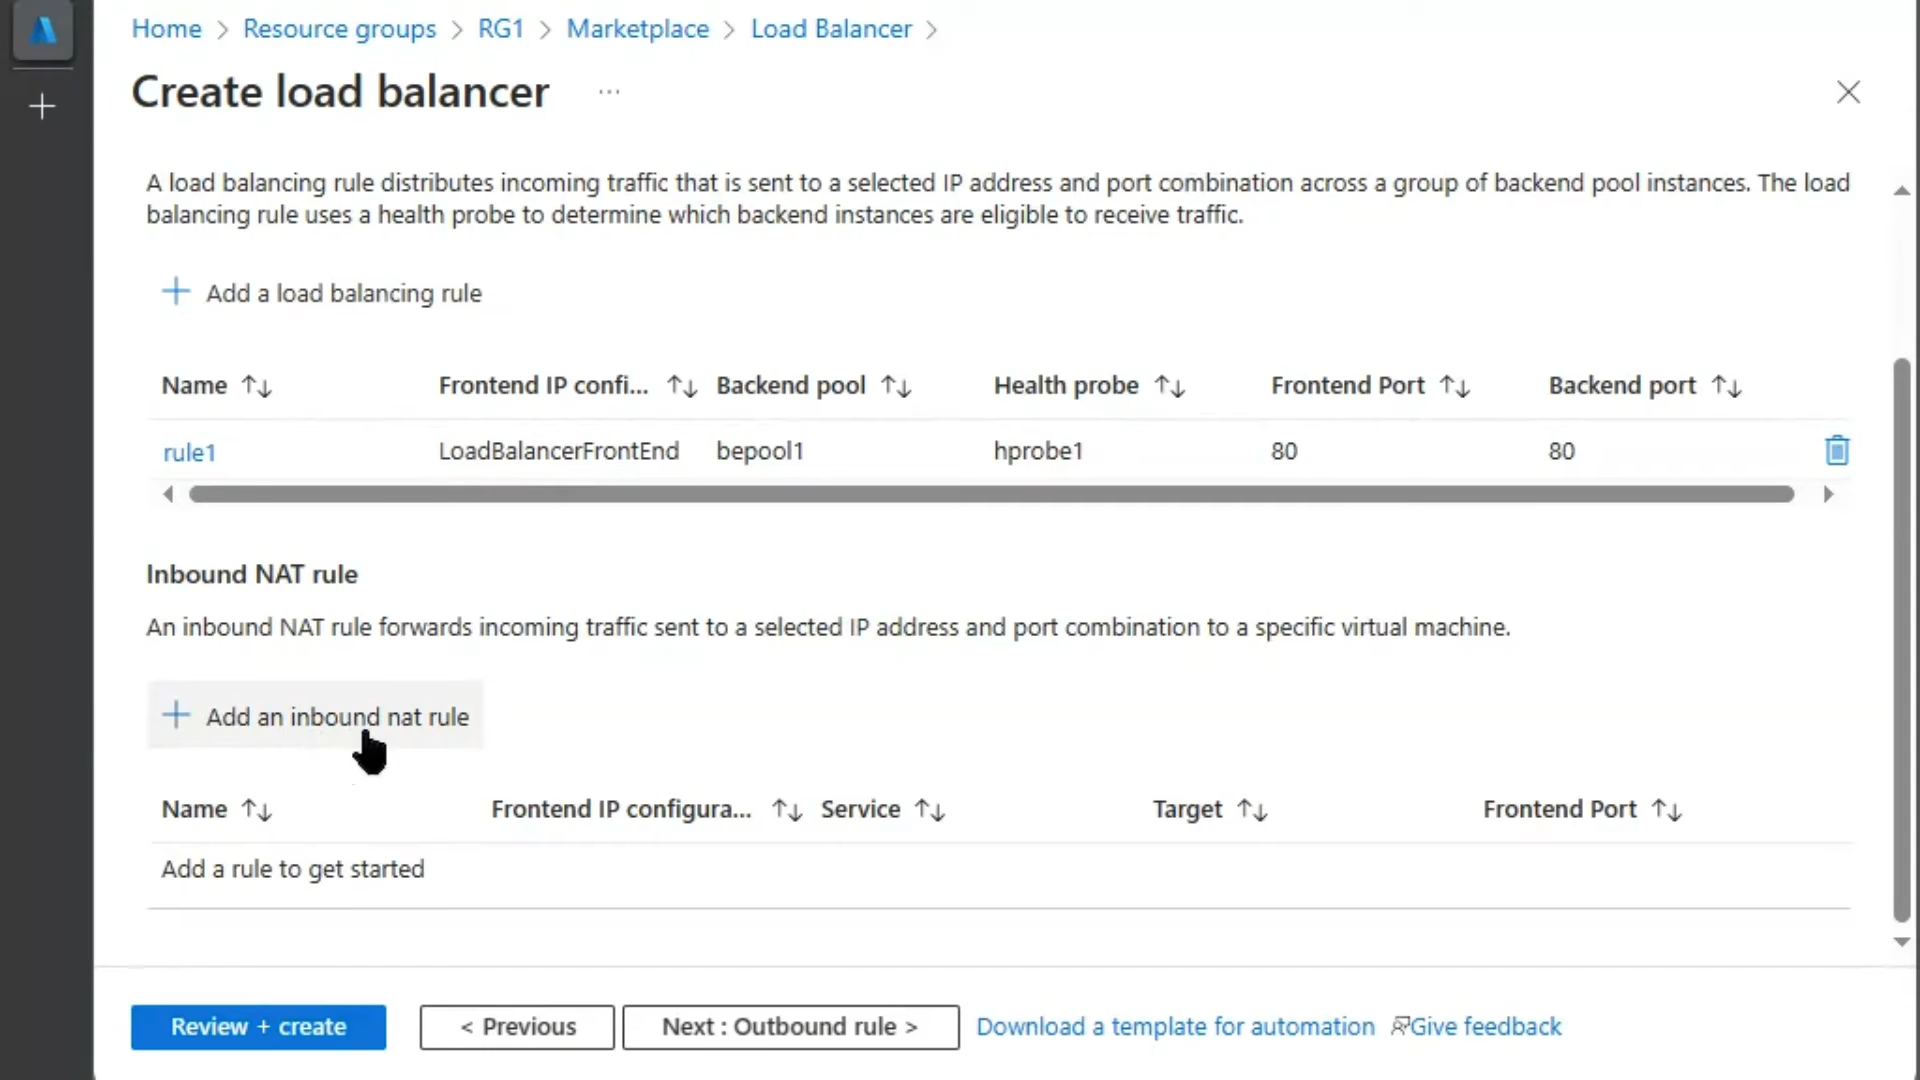 Home > Resource groups > RG1 > Marketplace > Load Balancer >
Create load balancer ...
A load balancing rule distributes incoming traffic that is sent to a selected IP address and port combination across a group of backend pool instances. The load
balancing rule uses a health probe to determine which backend instances are eligible to receive traffic.
+ Add a load balancing rule
Name ↑↓ Frontend IP confi... ↑↓ Backend pool ↑↓ Health probe ↑↓ Frontend Port ↑↓ Backend port ↑↓
rule1 LoadBalancerFrontEnd bepool1 hprobe1 80 80
Inbound NAT rule
An inbound NAT rule forwards incoming traffic sent to a selected IP address and port combination to a specific virtual machine.
+ Add an inbound nat rule
Name ↑↓ Frontend IP configura... ↑↓ Service ↑↓ Target ↑↓ Frontend Port ↑↓
Add a rule to get started
Review + create < Previous Next : Outbound rule > Download a template for automation Give feedback